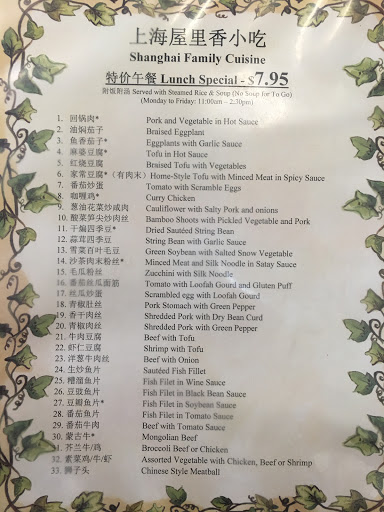 上海屋里香小吃
Shanghai Family Cuisine
特价午餐 Lunch Special - $7.95
附饭附汤 Served with Steamed Rice & Soup (No Soup for To Go)
(Monday to Friday: 11:00am – 2:30pm)
1. 回锅肉* Pork and Vegetable in Hot Sauce
2. 油焖茄子 Braised Eggplant
3. 鱼香茄子* Eggplants with Garlic Sauce
4. 麻婆豆腐* Tofu in Hot Sauce
5. 红烧豆腐 Braised Tofu with Vegetables
6. 家常豆腐*（有肉末）Home-Style Tofu with Minced Meat in Spicy Sauce
7. 番茄炒蛋 Tomato with Scramble Eggs
8. 咖喱鸡* Curry Chicken
9. 葱油花菜炒咸肉 Cauliflower with Salty Pork and onions
10. 酸菜笋尖炒肉丝 Bamboo Shoots with Pickled Vegetable and Pork
11. 干煸四季豆* Dried Sautéed String Bean
12. 蒜茸四季豆 String Bean with Garlic Sauce
13. 雪菜百叶毛豆 Green Soybean with Salted Snow Vegetable
14. 沙茶肉末粉丝* Minced Meat and Silk Noodle in Satay Sauce
15. 毛瓜粉丝 Zucchini with Silk Noodle
16. 番茄丝瓜面筋 Tomato with Loofah Gourd and Gluten Puff
17. 丝瓜炒蛋 Scrambled egg with Loofah Gourd
18. 青椒肚丝 Pork Stomach with Green Pepper
19. 香干肉丝 Shredded Pork with Dry Bean Curd
20. 青椒肉丝 Shredded Pork with Green Pepper
21. 牛肉豆腐 Beef with Tofu
22. 虾仁豆腐 Shrimp with Tofu
23. 洋葱牛肉丝 Beef with Onion
24. 生炒鱼片 Sautéed Fish Fillet
25. 糟溜鱼片 Fish Filet in Wine Sauce
26. 豆豉鱼片 Fish Filet in Black Bean Sauce
27. 豆瓣鱼片* Fish Filet in Soybean Sauce
28. 番茄鱼片 Fish Filet in Tomato Sauce
29. 番茄牛肉 Beef with Tomato Sauce
30. 蒙古牛* Mongolian Beef
31. 芥兰牛/鸡 Broccoli Beef or Chicken
32. 素菜鸡/牛/虾 Assorted Vegetable with Chicken, Beef or Shrimp
33. 狮子头 Chinese Style Meatball